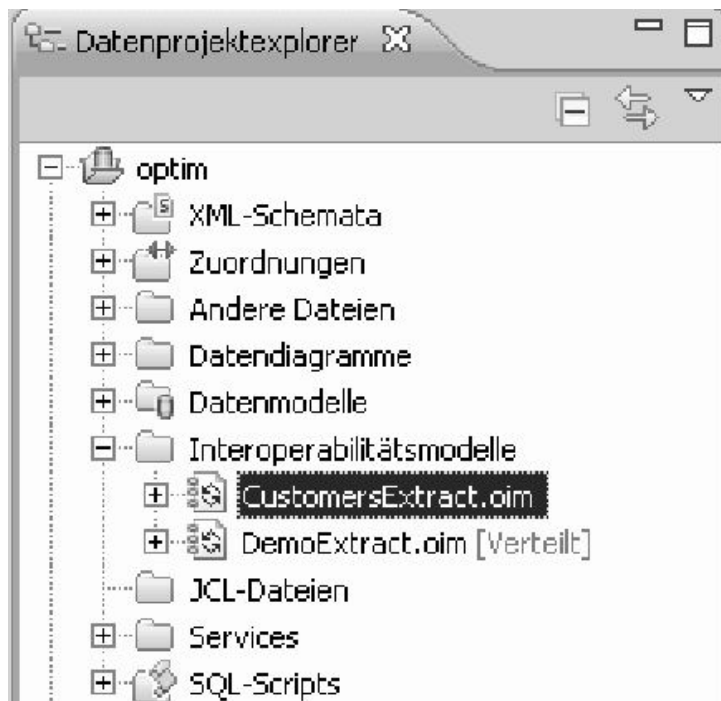 Datenprojektexplorer
optim
XML-Schemata
Zuordnungen
Andere Dateien
Datendiagramme
Datenmodelle
Interoperabilitätsmodelle
CustomersExtract.oim
DemoExtract.oim [Verteilt]
JCL-Dateien
Services
SQL-Scripts